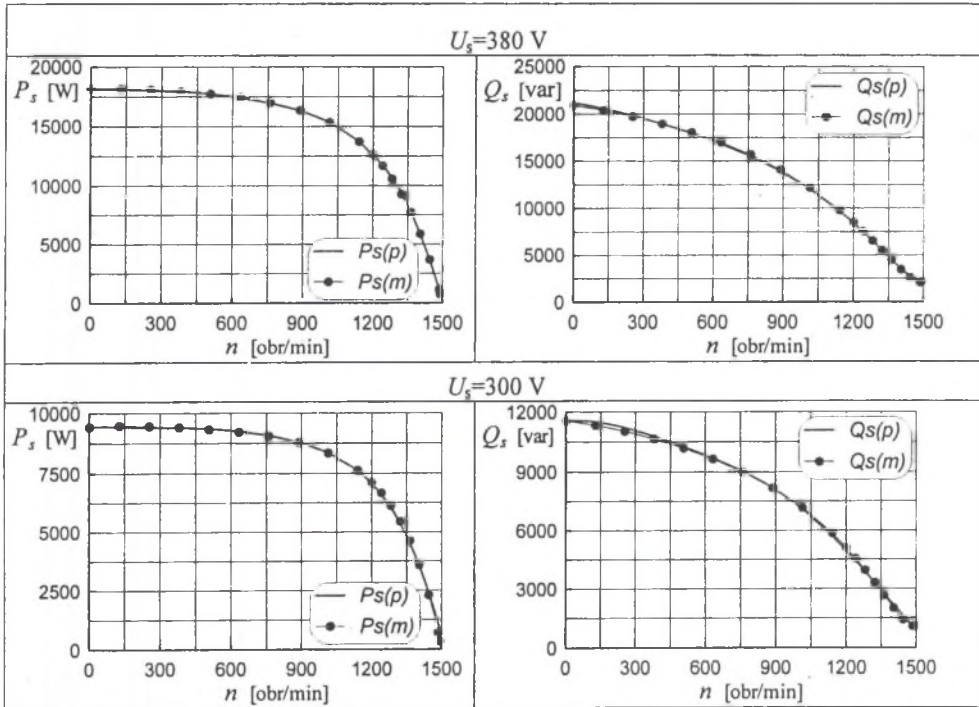 Us=380 V
20000
Ps [W]
15000
10000
5000
0
Ps(p)
Ps(m)
0 300 600 900 1200 1500
n [obr/min]
25000
Qs [var]
20000
15000
10000
5000
0
Qs(p)
Qs(m)
0 300 600 900 1200 1500
n [obr/min]
Us=300 V
10000
Ps [W]
7500
5000
2500
0
Ps(p)
Ps(m)
0 300 600 900 1200 1500
n [obr/min]
12000
Qs [var]
9000
6000
3000
0
Qs(p)
Qs(m)
0 300 600 900 1200 1500
n [obr/min]